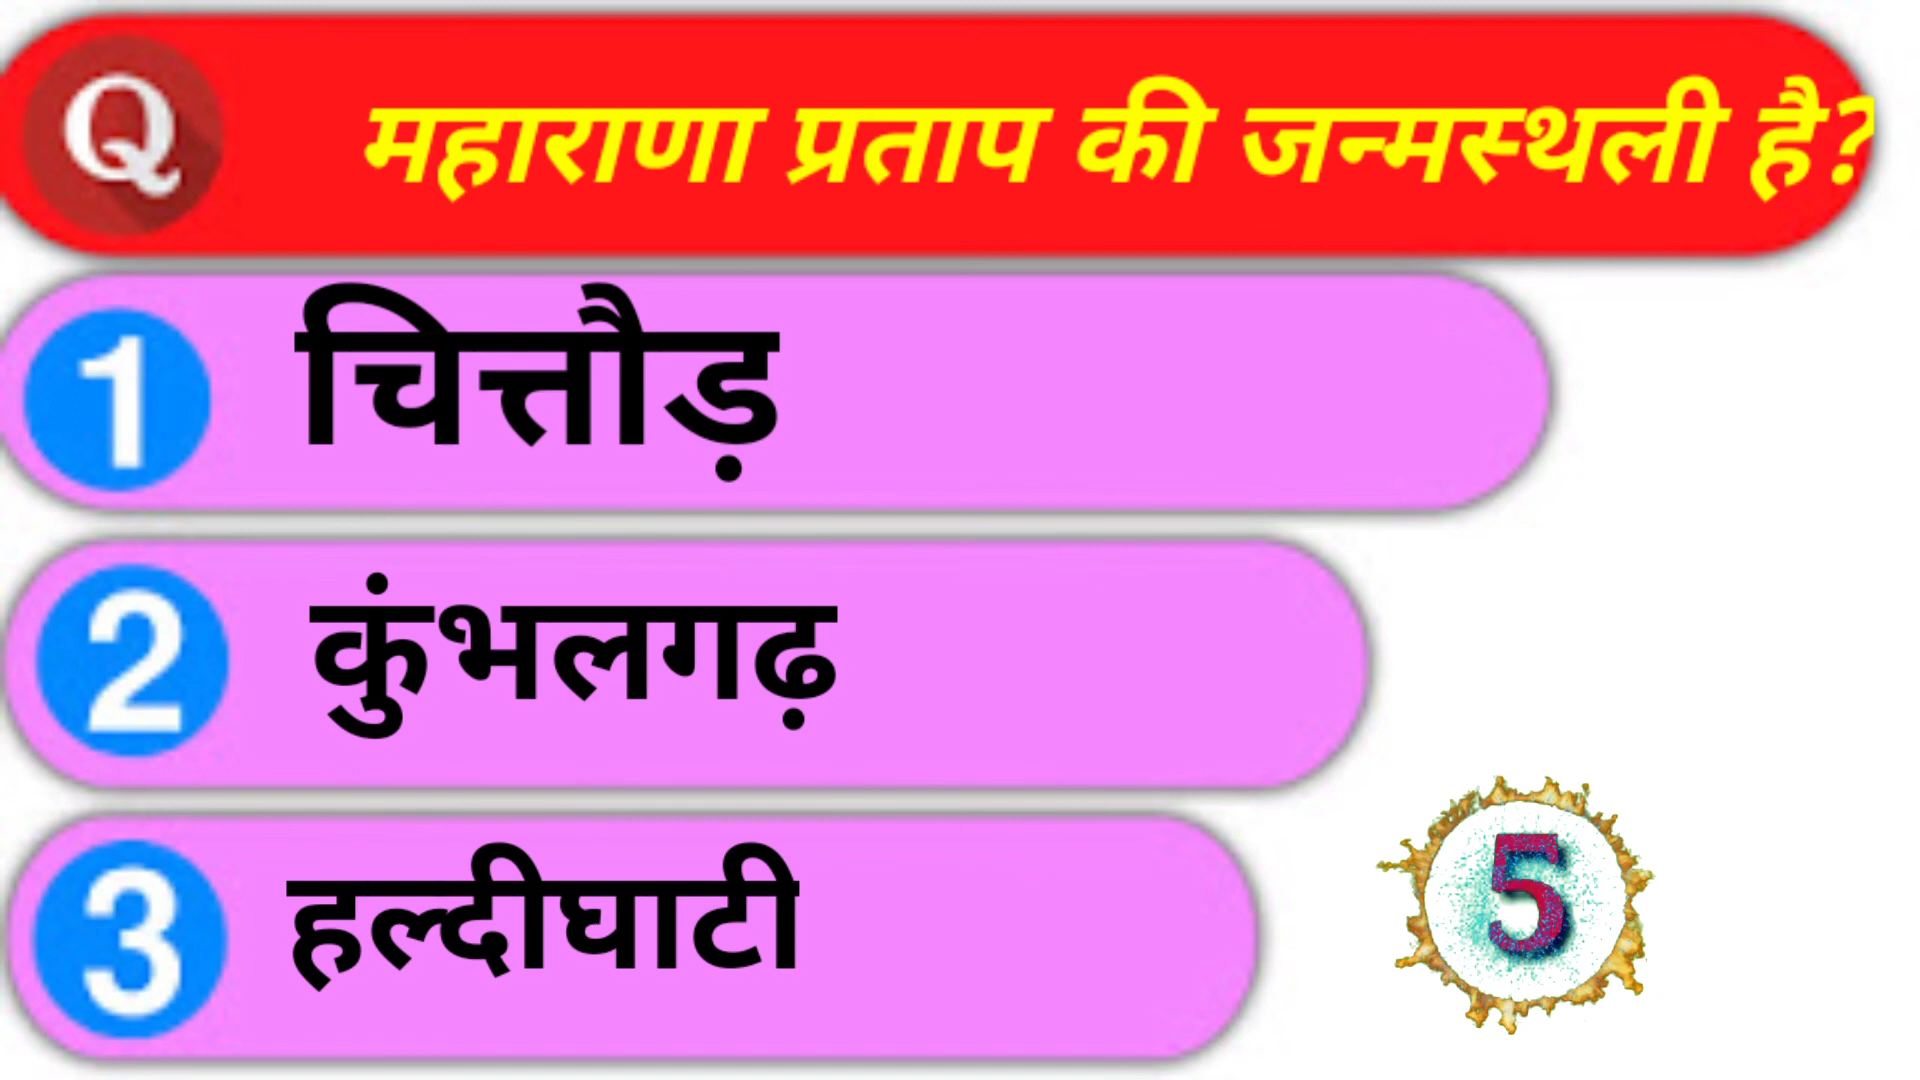 Q महाराणा प्रताप की जन्मस्थली है?
1 चित्तौड़
2 कुंभलगढ़
3 हल्दीघाटी
5